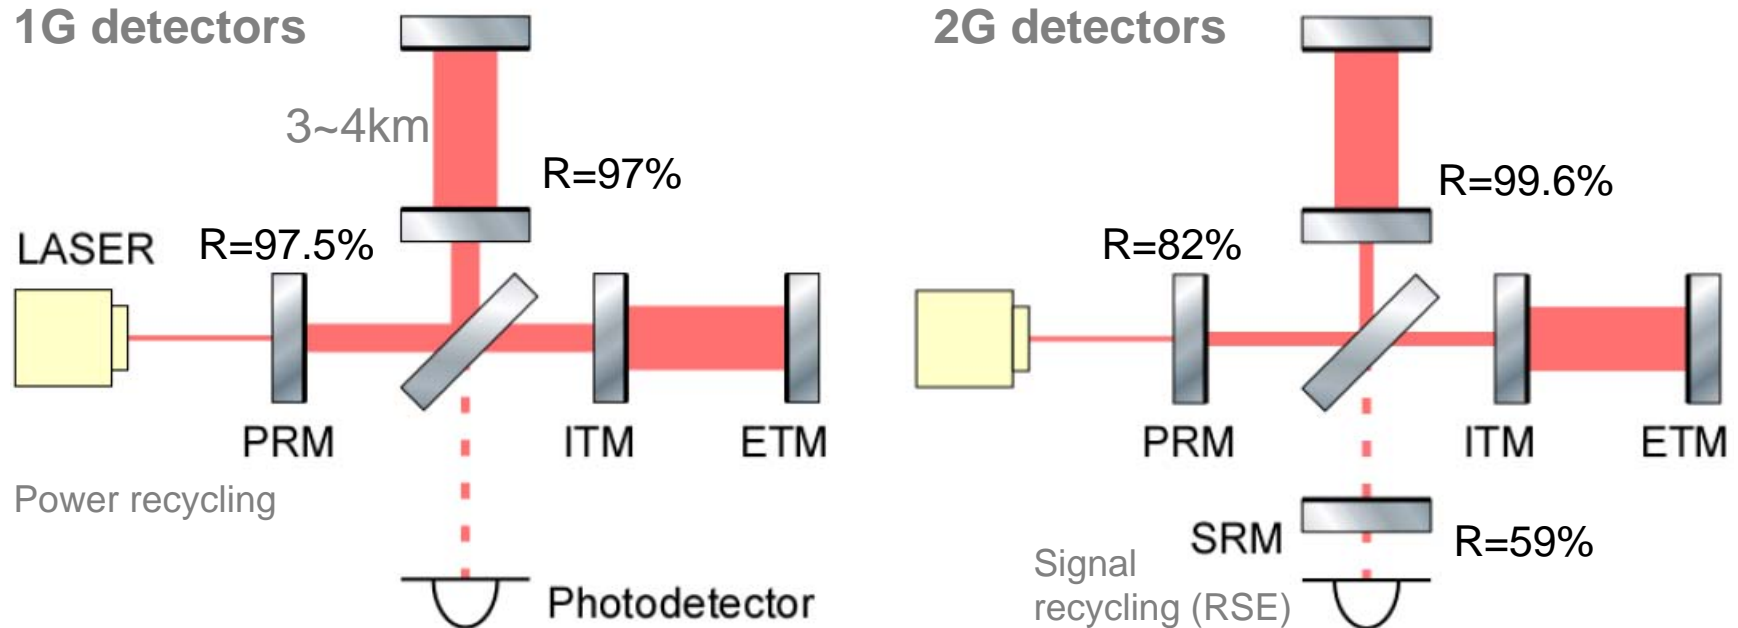 1G detectors
3~4km
R=97%
LASER
R=97.5%
PRM
ITM
ETM
Power recycling
Photodetector
2G detectors
R=99.6%
R=82%
PRM
ITM
ETM
SRM
R=59%
Signal
recycling (RSE)